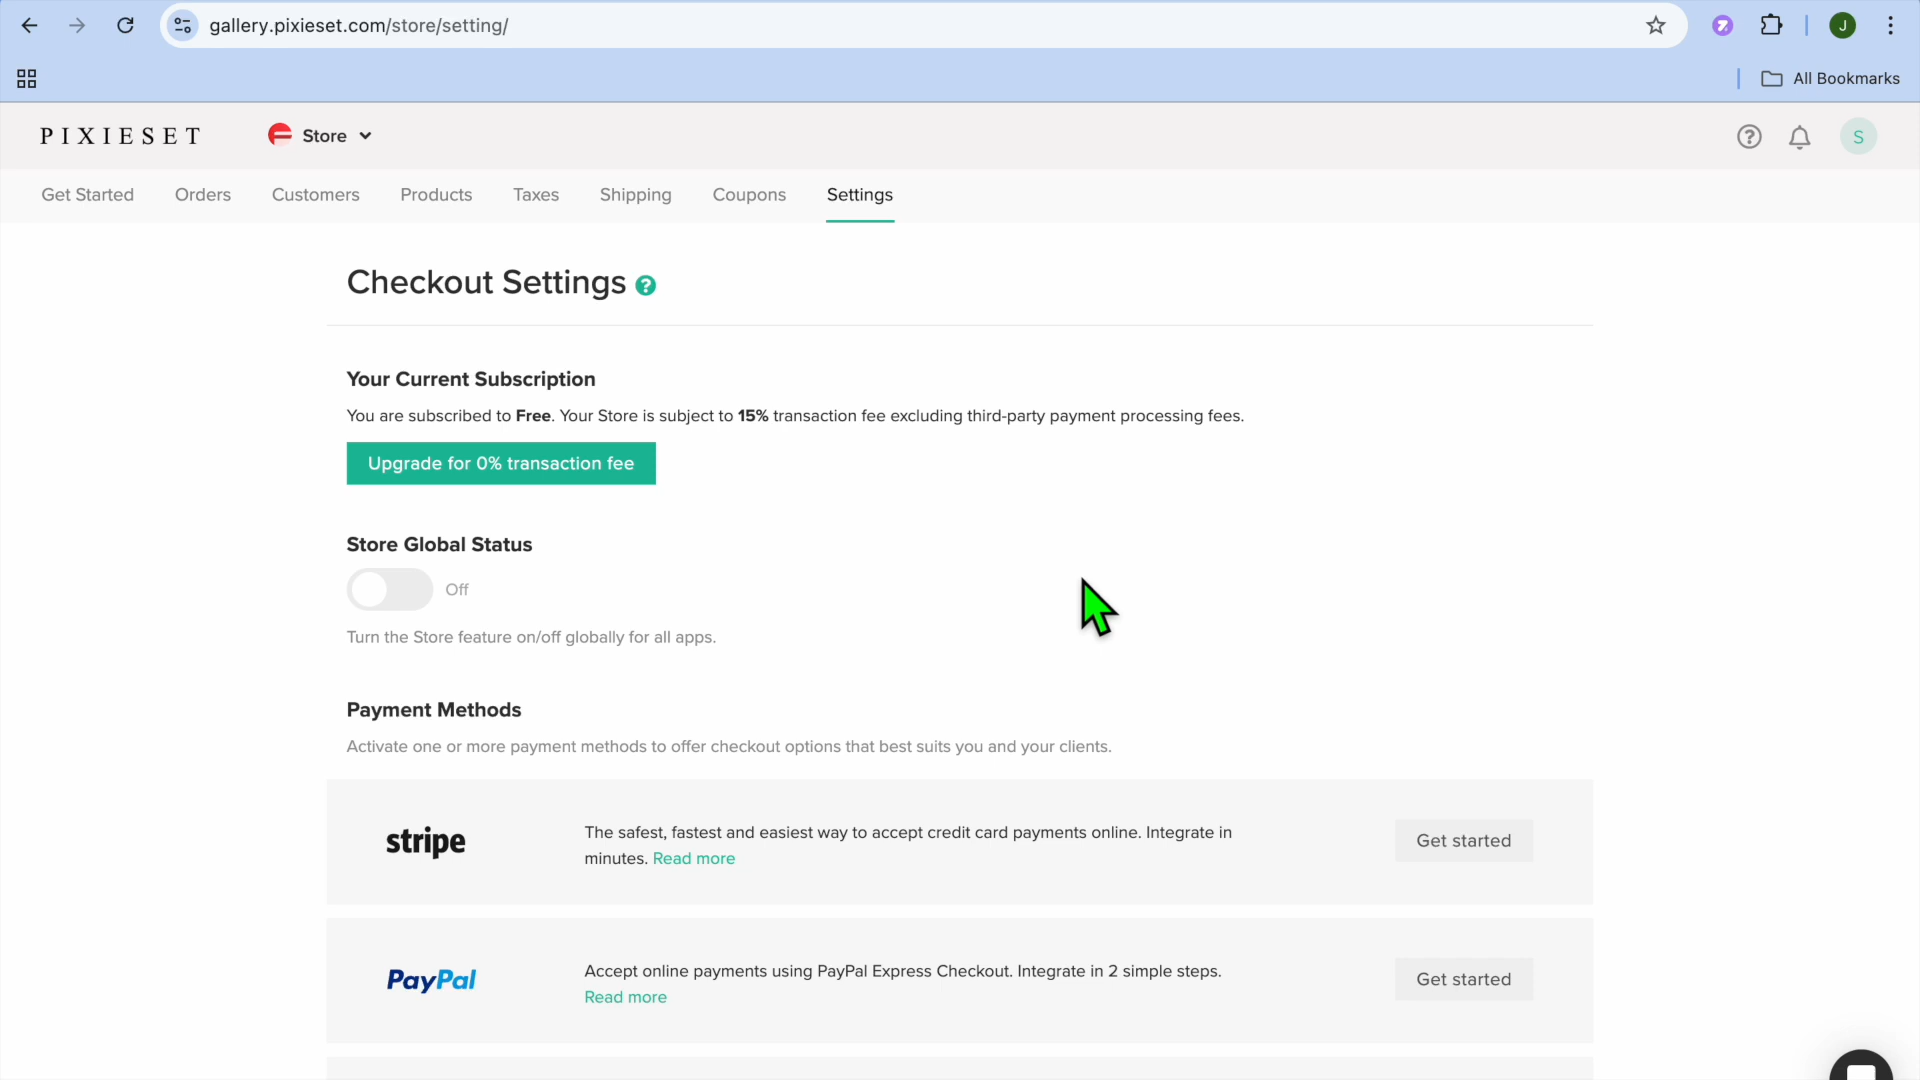 gallery.pixieset.com/store/setting/
J
All Bookmarks
PIXIESET
Store
S
Get Started
Orders
Customers
Products
Taxes
Shipping
Coupons
Settings
Checkout Settings ?
Your Current Subscription
You are subscribed to Free. Your Store is subject to 15% transaction fee excluding third-party payment processing fees.
Upgrade for 0% transaction fee
Store Global Status
Off
Turn the Store feature on/off globally for all apps.
Payment Methods
Activate one or more payment methods to offer checkout options that best suits you and your clients.
stripe
The safest, fastest and easiest way to accept credit card payments online. Integrate in
minutes. Read more
Get started
PayPal
Accept online payments using PayPal Express Checkout. Integrate in 2 simple steps.
Read more
Get started